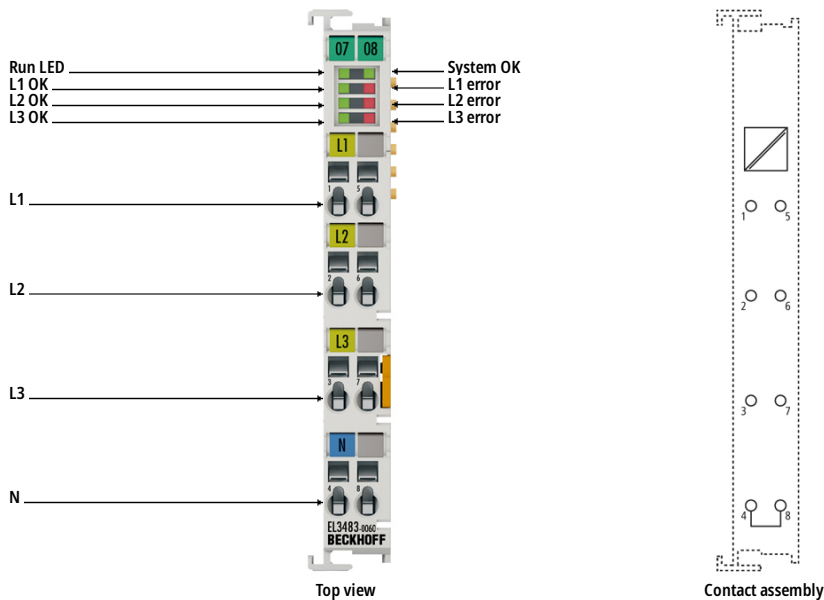 07 08
Run LED
System OK
L1 OK
L1 error
L2 OK
L2 error
L3 OK
L3 error
L1
1 5
L1
1 5
L2
2 6
L2
2 6
L3
3 7
L3
3 7
N
4 8
N
4 8
EL3483-0060
BECKHOFF
Top view
Contact assembly